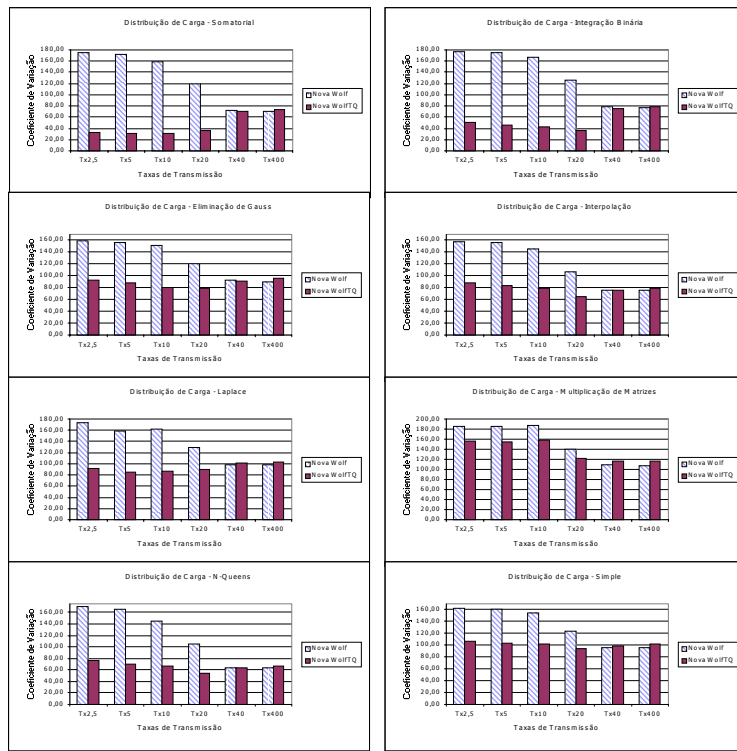 Distribuição de Carga - Somatorial
Coeficiente de Variação
180,00
160,00
140,00
120,00
100,00
80,00
60,00
40,00
20,00
0,00
Tx2,5 Tx5 Tx10 Tx20 Tx40 Tx400
Taxas de Transmissão
Nova Wolf
Nova WolfTQ
Distribuição de Carga - Integração Binária
Coeficiente de Variação
180,00
160,00
140,00
120,00
100,00
80,00
60,00
40,00
20,00
0,00
Tx2,5 Tx5 Tx10 Tx20 Tx40 Tx400
Taxas de Transmissão
Nova Wolf
Nova WolfTQ
Distribuição de Carga - Eliminação de Gauss
Coeficiente de Variação
160,00
140,00
120,00
100,00
80,00
60,00
40,00
20,00
0,00
Tx2,5 Tx5 Tx10 Tx20 Tx40 Tx400
Taxas de Transmissão
Nova Wolf
Nova WolfTQ
Distribuição de Carga - Interpolação
Coeficiente de Variação
160,00
140,00
120,00
100,00
80,00
60,00
40,00
20,00
0,00
Tx2,5 Tx5 Tx10 Tx20 Tx40 Tx400
Taxas de Transmissão
Nova Wolf
Nova WolfTQ
Distribuição de Carga - Laplace
Coeficiente de Variação
180,00
160,00
140,00
120,00
100,00
80,00
60,00
40,00
20,00
0,00
Tx2,5 Tx5 Tx10 Tx20 Tx40 Tx400
Taxas de Transmissão
Nova Wolf
Nova WolfTQ
Distribuição de Carga - Multiplicação de Matrizes
Coeficiente de Variação
200,00
180,00
160,00
140,00
120,00
100,00
80,00
60,00
40,00
20,00
0,00
Tx2,5 Tx5 Tx10 Tx20 Tx40 Tx400
Taxas de Transmissão
Nova Wolf
Nova WolfTQ
Distribuição de Carga - N-Queens
Coeficiente de Variação
160,00
140,00
120,00
100,00
80,00
60,00
40,00
20,00
0,00
Tx2,5 Tx5 Tx10 Tx20 Tx40 Tx400
Taxas de Transmissão
Nova Wolf
Nova WolfTQ
Distribuição de Carga - Simple
Coeficiente de Variação
160,00
140,00
120,00
100,00
80,00
60,00
40,00
20,00
0,00
Tx2,5 Tx5 Tx10 Tx20 Tx40 Tx400
Taxas de Transmissão
Nova Wolf
Nova WolfTQ